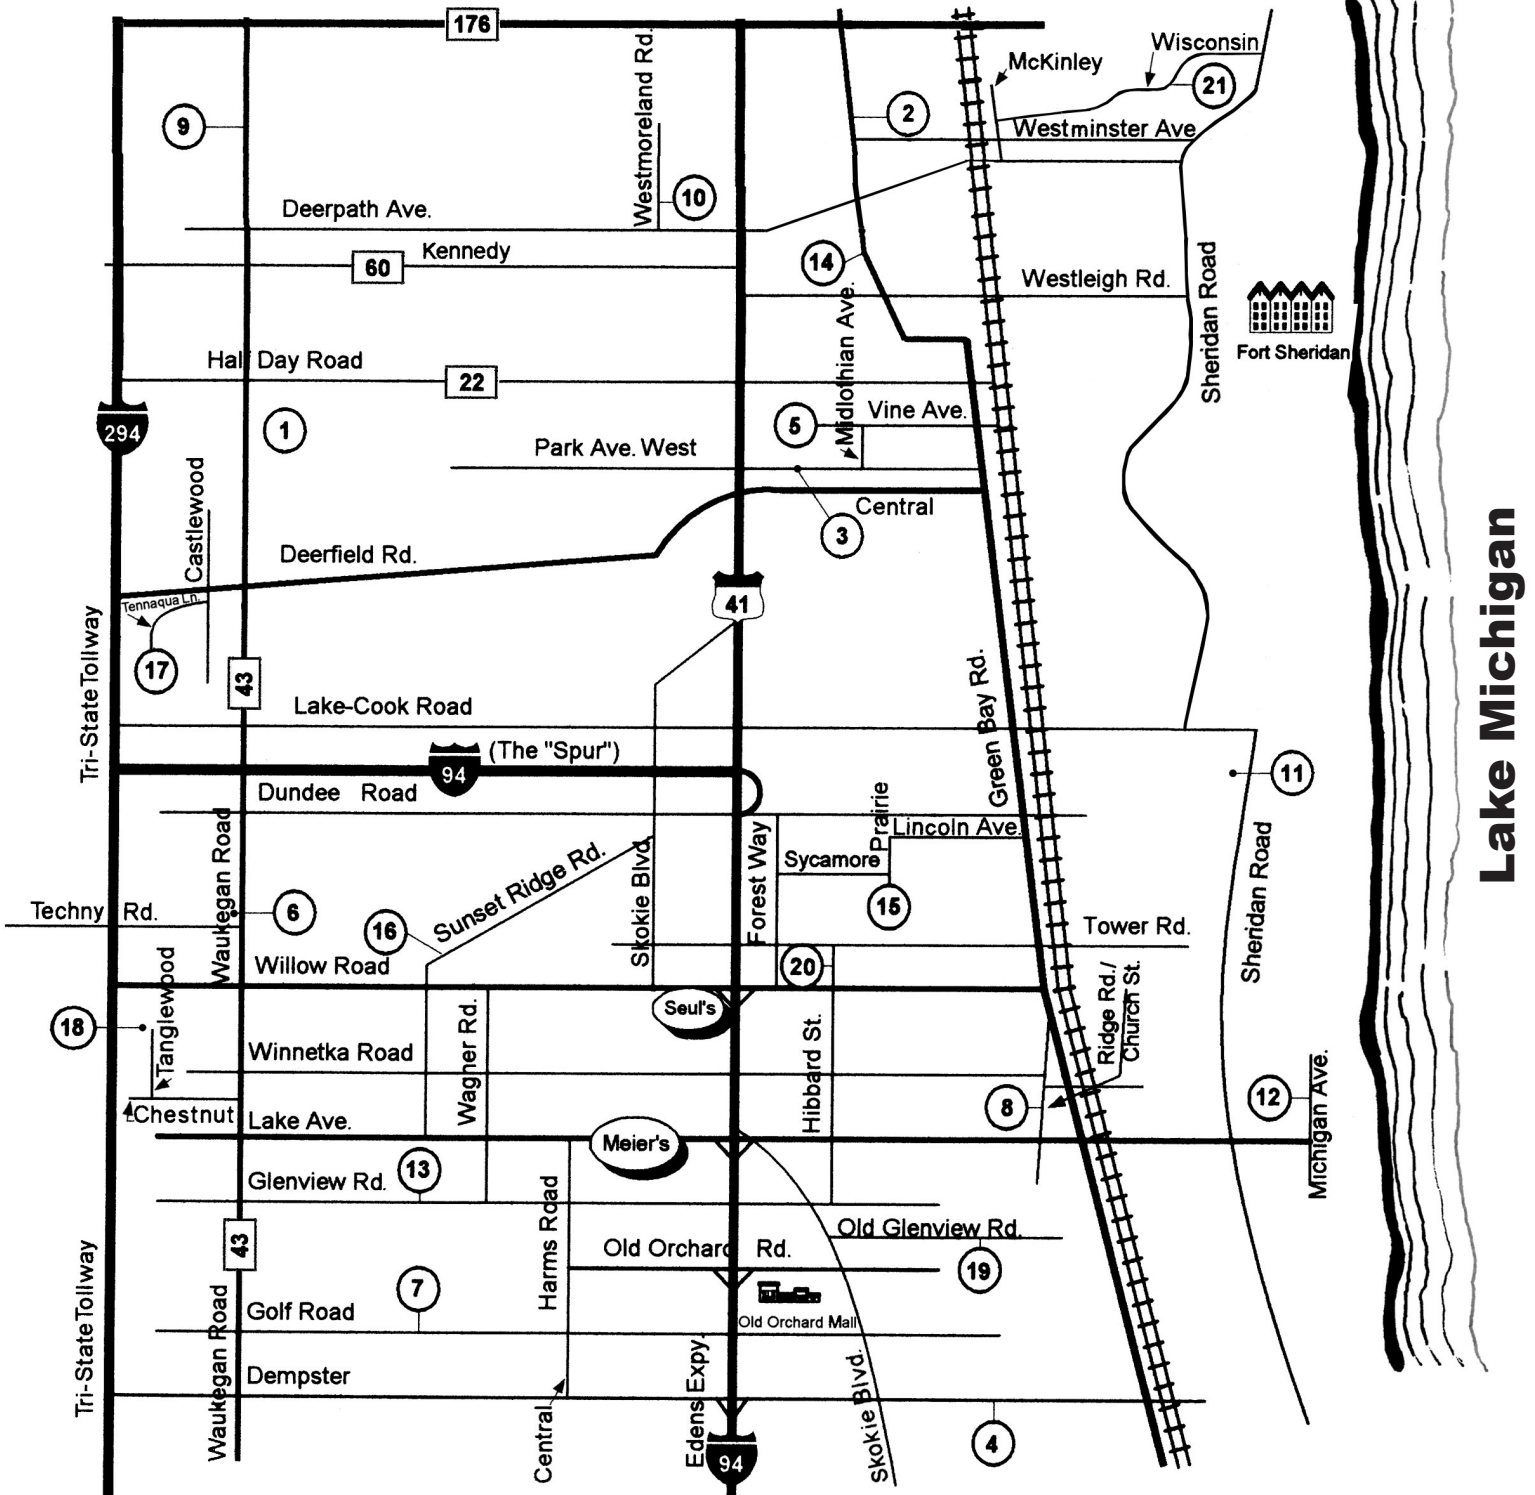 176
Wisconsin
McKinley
21
9
2
Westmoreland Rd.
Westminster Ave
10
Deerpath Ave.
Kennedy
60
14
Westleigh Rd.
Sheridan Road
Fort Sheridan
Midlothian Ave.
Half Day Road
22
294
1
5
Vine Ave.
Park Ave. West
Castlewood
Central
3
Deerfield Rd.
Lake Michigan
41
Tennaqua Ln.
17
Tri-State Tollway
43
Green Bay Rd.
Lake-Cook Road
(The "Spur")
94
11
Dundee Road
Prairie
Lincoln Ave.
Waukegan Road
Sunset Ridge Rd.
Skokie Blvd.
Forest Way
Sycamore
Sheridan Road
15
Techny Rd.
6
16
Tower Rd.
Willow Road
20
Tanglewood
Ridge Rd./
Church St.
Seul's
18
Wagner Rd.
Hibbard St.
Winnetka Road
8
12
Michigan Ave.
Chestnut
Lake Ave.
Meier's
13
Glenview Rd.
Harms Road
43
Old Glenview Rd.
Old Orchard Rd.
19
Tri-State Tollway
7
Waukegan Road
Golf Road
Old Orchard Mall
Edens Expy.
Skokie Blvd.
Dempster
Central
4
94